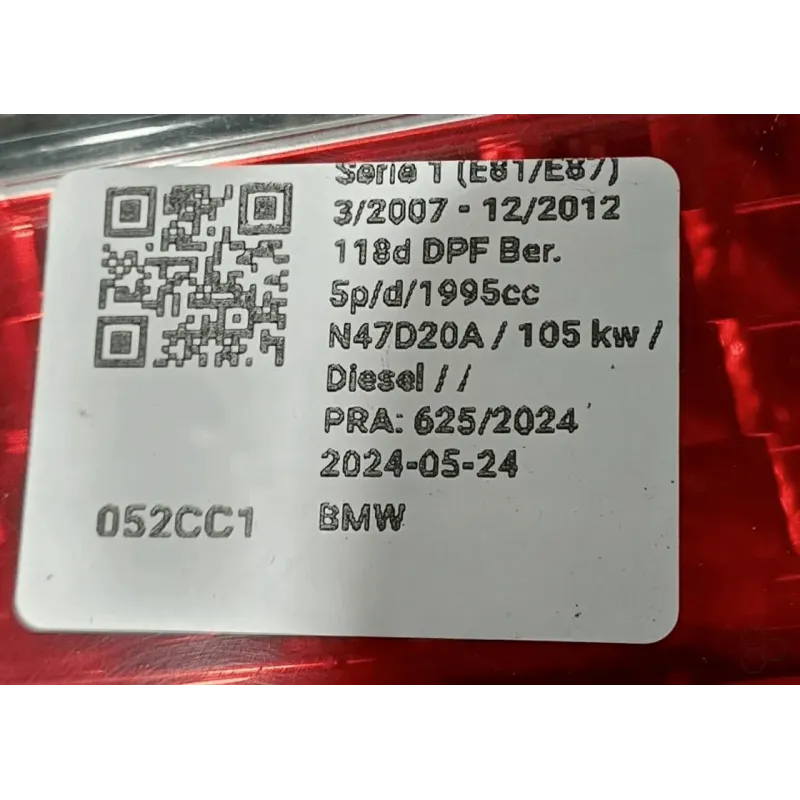 Serie 1 (E81/E87)
3/2007 - 12/2012
118d DPF Ber.
5p/d/1995cc
N47D20A / 105 kw /
Diesel / /
PRA: 625/2024
2024-05-24
052CC1
BMW